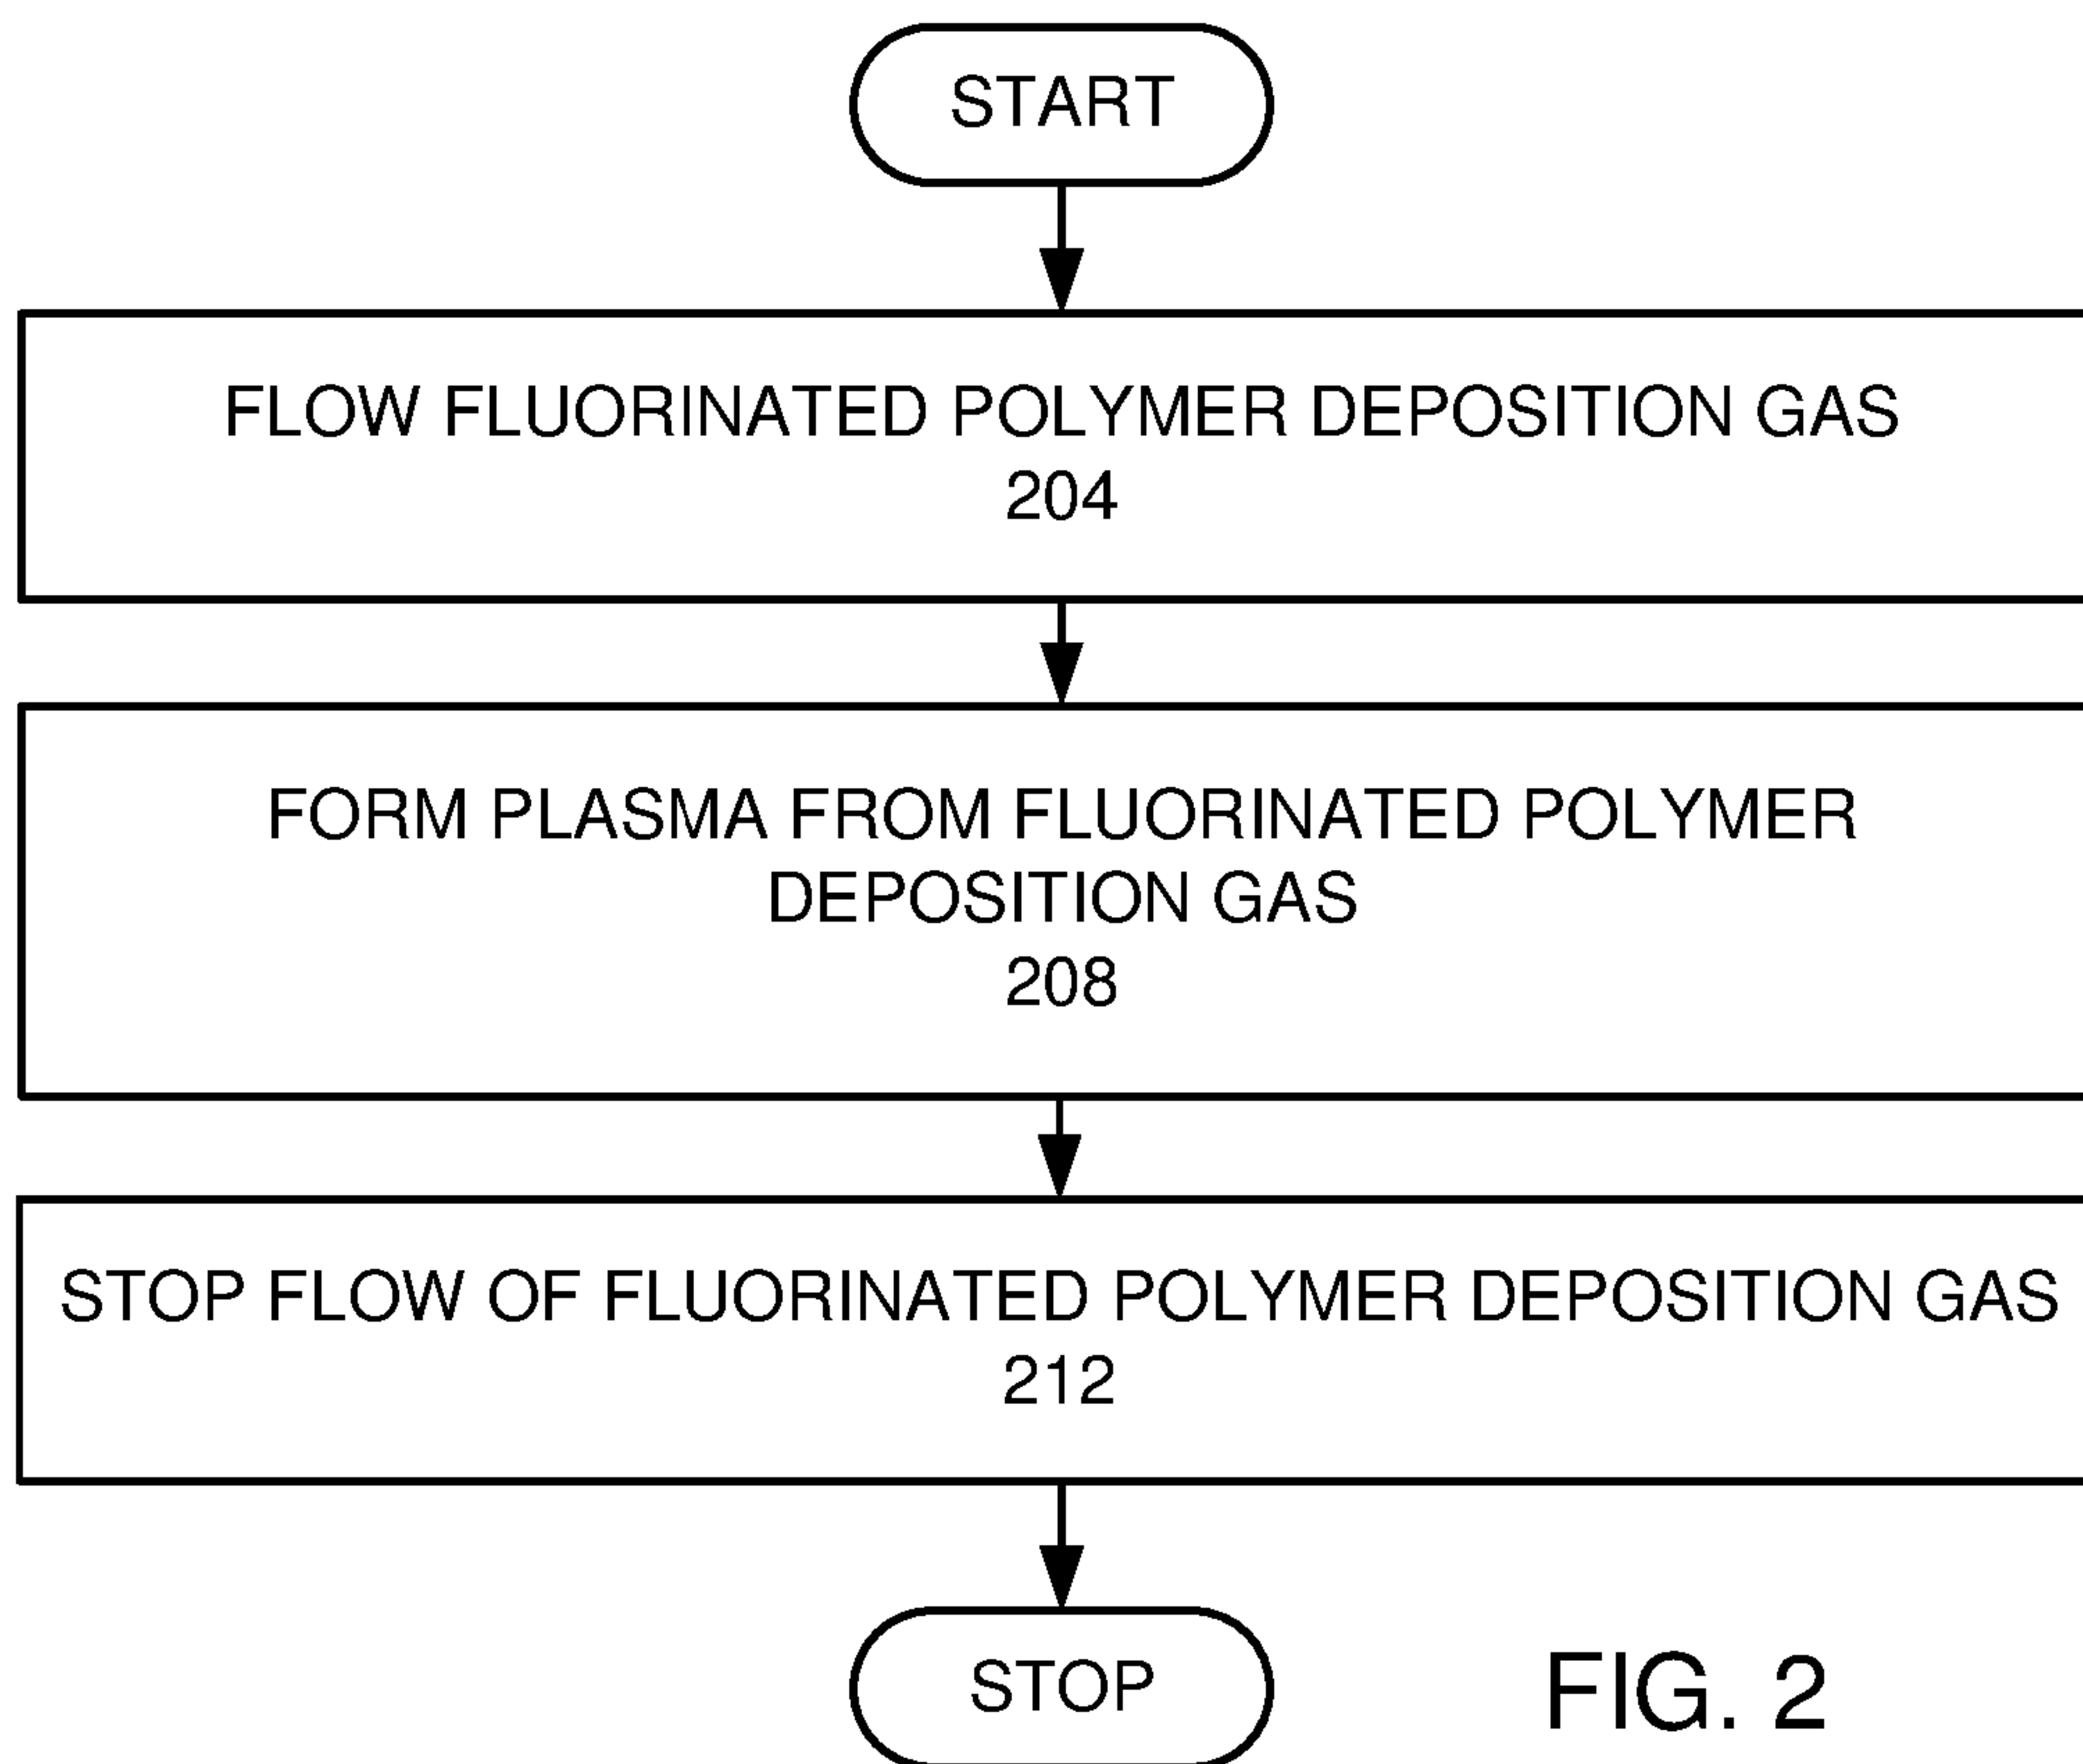 START
FLOW FLUORINATED POLYMER DEPOSITION GAS
204
FORM PLASMA FROM FLUORINATED POLYMER
DEPOSITION GAS
208
STOP FLOW OF FLUORINATED POLYMER DEPOSITION GAS
212
STOP
FIG. 2